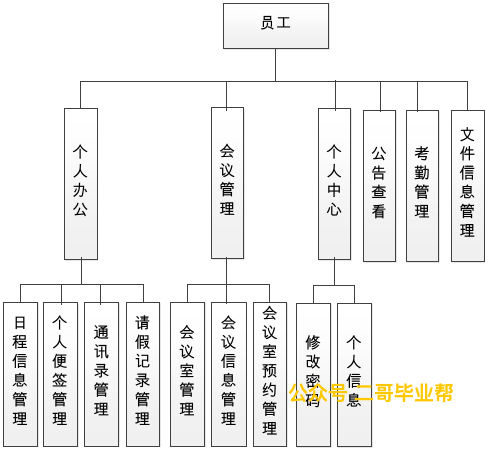 员工
个人办公
会议管理
个人中心
公告查看
考勤管理
文件信息管理
日程信息管理
个人便签管理
通讯录管理
请假记录管理
会议室管理
会议信息管理
会议室预约管理
修改密码
个人信息
公众号 二哥毕业帮